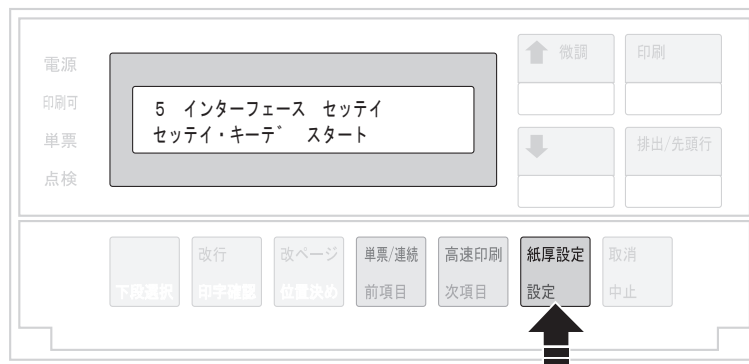 電源
印刷可
単票
点検
5 インターフェース セッテイ
セッテイ・キーデ゛ スタート
微調
印刷
排出/先頭行
下段選択
改行
印字確認
改ページ
位置決め
単票/連続
前項目
高速印刷
次項目
紙厚設定
設定
取消
中止